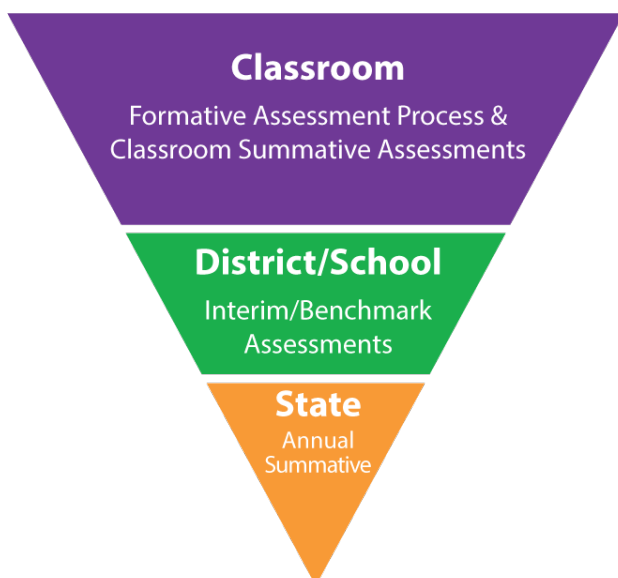 Classroom
Formative Assessment Process &
Classroom Summative Assessments
District/School
Interim/Benchmark
Assessments
State
Annual
Summative